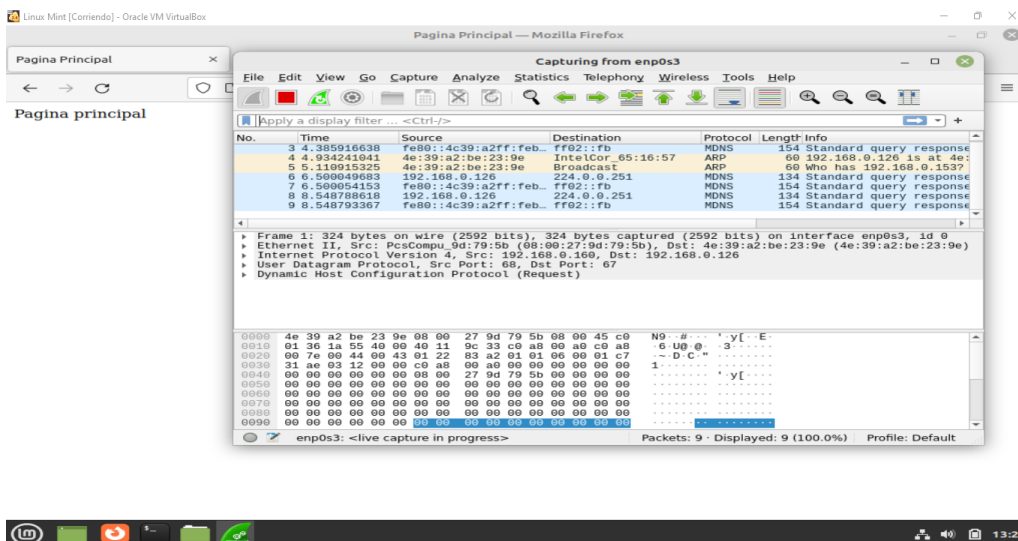 Linux Mint [Corriendo] - Oracle VM VirtualBox
Pagina Principal — Mozilla Firefox
Pagina Principal
Pagina principal
Capturing from enp0s3
File Edit View Go Capture Analyze Statistics Telephony Wireless Tools Help
Apply a display filter ... <Ctrl-/>
No. Time Source Destination Protocol Length Info
3 4.385916638 fe80::4c39:a2ff:feb… ff02::fb MDNS 154 Standard query response
4 4.934241041 4e:39:a2:be:23:9e IntelCor_65:16:57 ARP 60 192.168.0.126 is at 4e:
5 5.110915325 4e:39:a2:be:23:9e Broadcast ARP 60 Who has 192.168.0.153?
6 6.500049683 192.168.0.126 224.0.0.251 MDNS 134 Standard query response
7 6.500054153 fe80::4c39:a2ff:feb… ff02::fb MDNS 154 Standard query response
8 8.548788618 192.168.0.126 224.0.0.251 MDNS 134 Standard query response
9 8.548793367 fe80::4c39:a2ff:feb… ff02::fb MDNS 154 Standard query response
Frame 1: 324 bytes on wire (2592 bits), 324 bytes captured (2592 bits) on interface enp0s3, id 0
Ethernet II, Src: PcsCompu_9d:79:5b (08:00:27:9d:79:5b), Dst: 4e:39:a2:be:23:9e (4e:39:a2:be:23:9e)
Internet Protocol Version 4, Src: 192.168.0.160, Dst: 192.168.0.126
User Datagram Protocol, Src Port: 68, Dst Port: 67
Dynamic Host Configuration Protocol (Request)
0000 4e 39 a2 be 23 9e 08 00 27 9d 79 5b 08 00 45 c0 N9··#··· '·y[··E·
0010 01 36 1a 55 40 00 40 11 9c 33 c0 a8 00 a0 c0 a8 ·6·U@·@· ·3······
0020 00 7e 00 44 00 43 01 22 83 a2 01 01 06 00 01 c7 ·~·D·C·" ········
0030 31 ae 03 12 00 00 c0 a8 00 a0 00 00 00 00 00 00 1······· ········
0040 00 00 00 00 00 00 08 00 27 9d 79 5b 00 00 00 00 ········ '·y[····
0050 00 00 00 00 00 00 00 00 00 00 00 00 00 00 00 00 ········ ········
0060 00 00 00 00 00 00 00 00 00 00 00 00 00 00 00 00 ········ ········
0070 00 00 00 00 00 00 00 00 00 00 00 00 00 00 00 00 ········ ········
0080 00 00 00 00 00 00 00 00 00 00 00 00 00 00 00 00 ········ ········
0090 00 00 00 00 00 00 00 00 00 00 00 00 00 00 00 00 ········ ········
enp0s3: <live capture in progress> Packets: 9 · Displayed: 9 (100.0%) Profile: Default
13:2